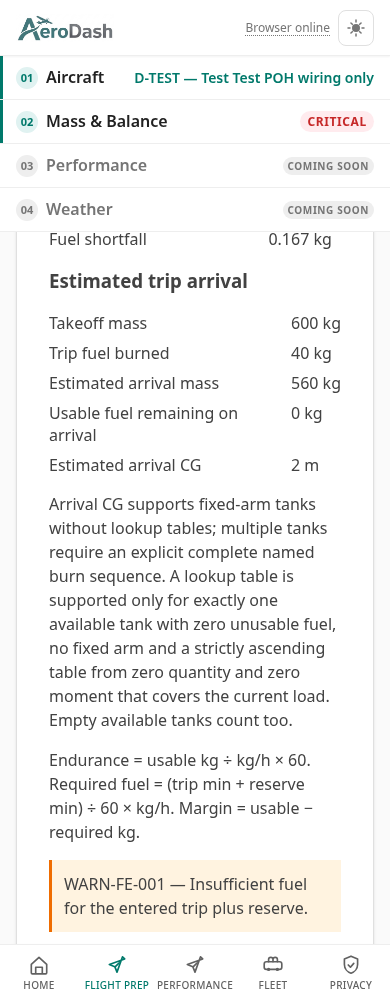 AeroDash
Browser online
01 Aircraft D-TEST — Test Test POH wiring only
02 Mass & Balance CRITICAL
03 Performance COMING SOON
04 Weather COMING SOON
Fuel shortfall 0.167 kg
Estimated trip arrival
Takeoff mass 600 kg
Trip fuel burned 40 kg
Estimated arrival mass 560 kg
Usable fuel remaining on 0 kg
arrival
Estimated arrival CG 2 m
Arrival CG supports fixed-arm tanks
without lookup tables; multiple tanks
require an explicit complete named
burn sequence. A lookup table is
supported only for exactly one
available tank with zero unusable fuel,
no fixed arm and a strictly ascending
table from zero quantity and zero
moment that covers the current load.
Empty available tanks count too.
Endurance = usable kg ÷ kg/h × 60.
Required fuel = (trip min + reserve
min) ÷ 60 × kg/h. Margin = usable −
required kg.
WARN-FE-001 — Insufficient fuel
for the entered trip plus reserve.
HOME FLIGHT PREP PERFORMANCE FLEET PRIVACY